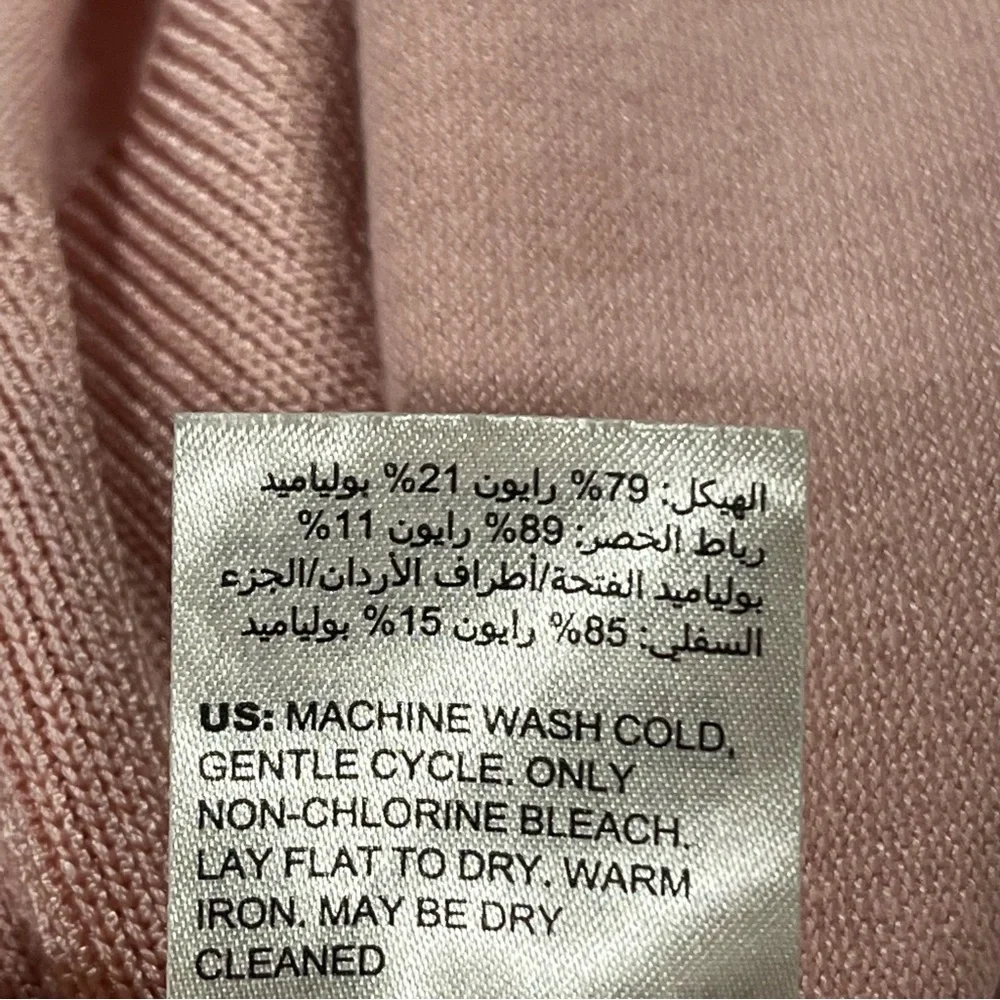 الهيكل: 79% رايون 21% بولياميد
رباط الخصر: 89% رايون 11%
بولياميد الفتحة/أطراف الأردان/الجزء
السفلي: 85% رايون 15% بولياميد
US: MACHINE WASH COLD,
GENTLE CYCLE. ONLY
NON-CHLORINE BLEACH.
LAY FLAT TO DRY. WARM
IRON. MAY BE DRY
CLEANED